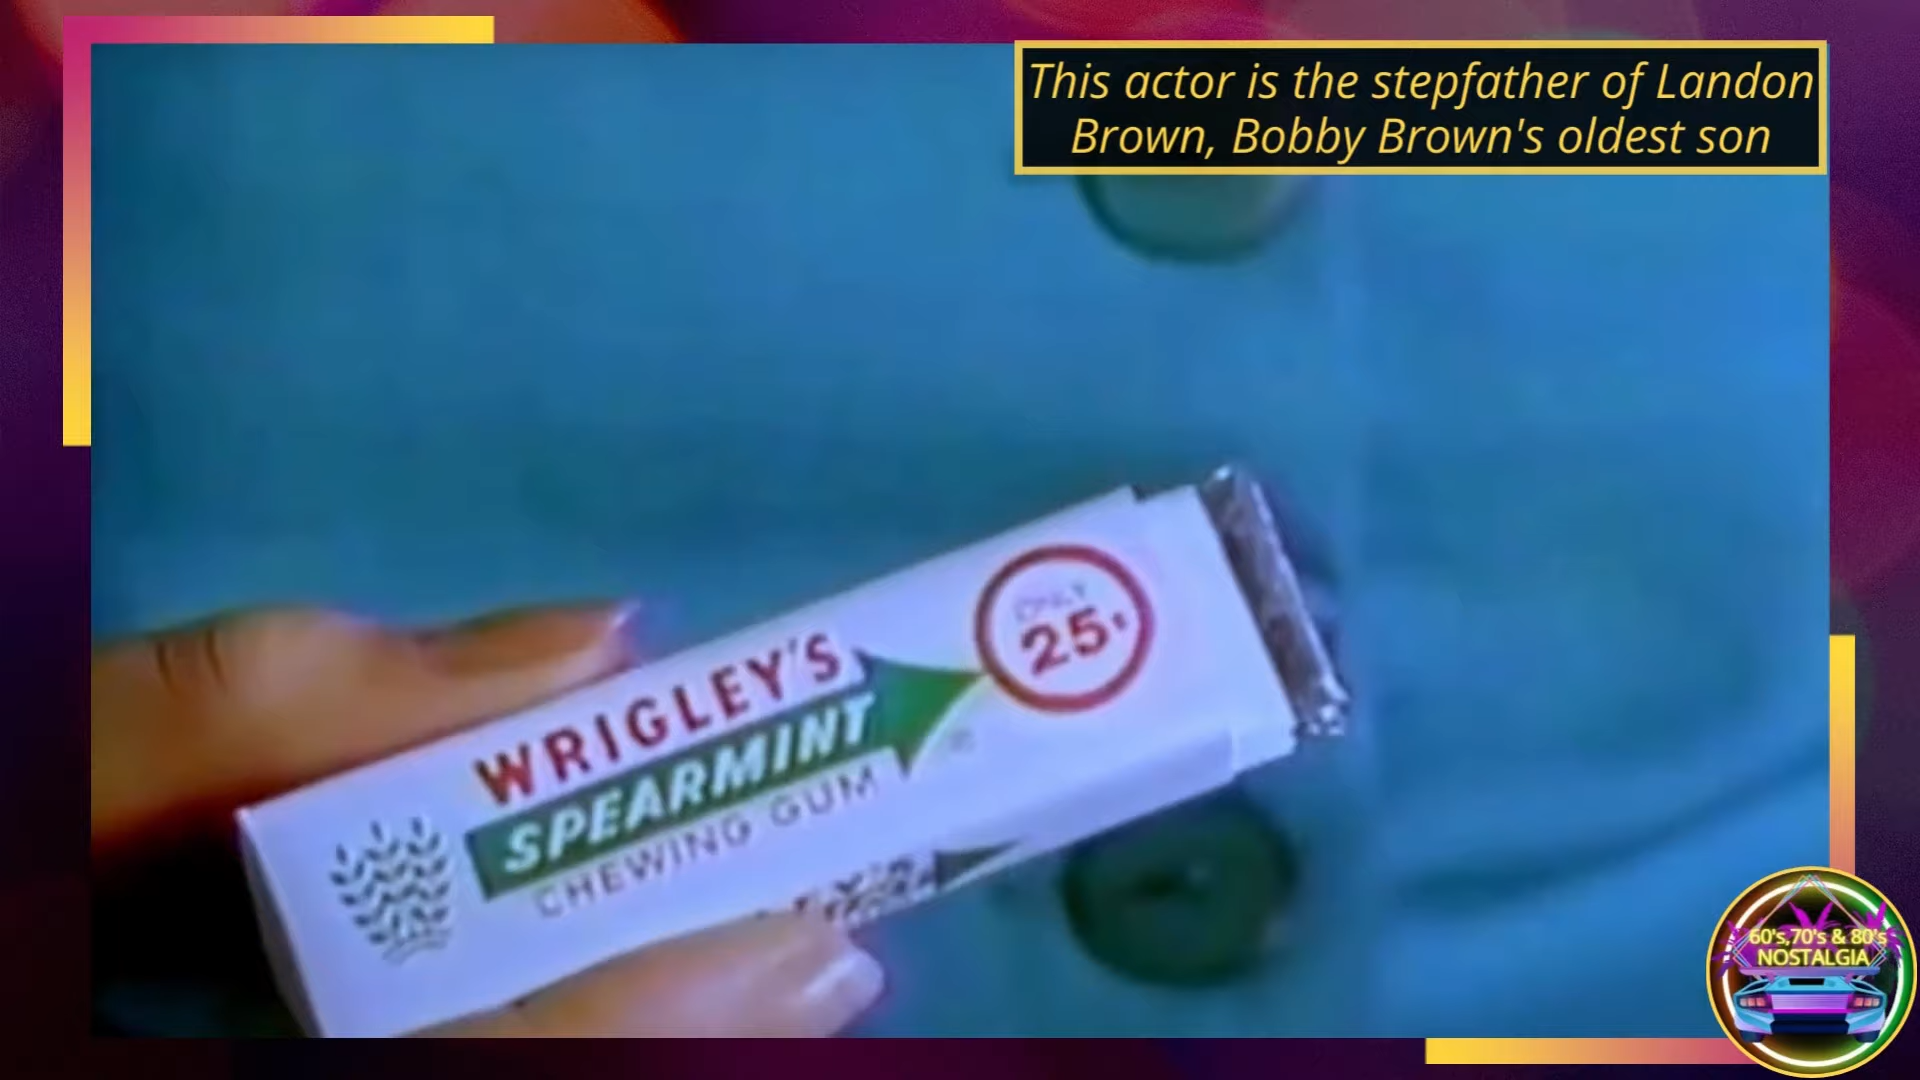 This actor is the stepfather of Landon
Brown, Bobby Brown's oldest son
ONLY
25¢
WRIGLEY'S
SPEARMINT
CHEWING GUM
60's,70's & 80's
NOSTALGIA